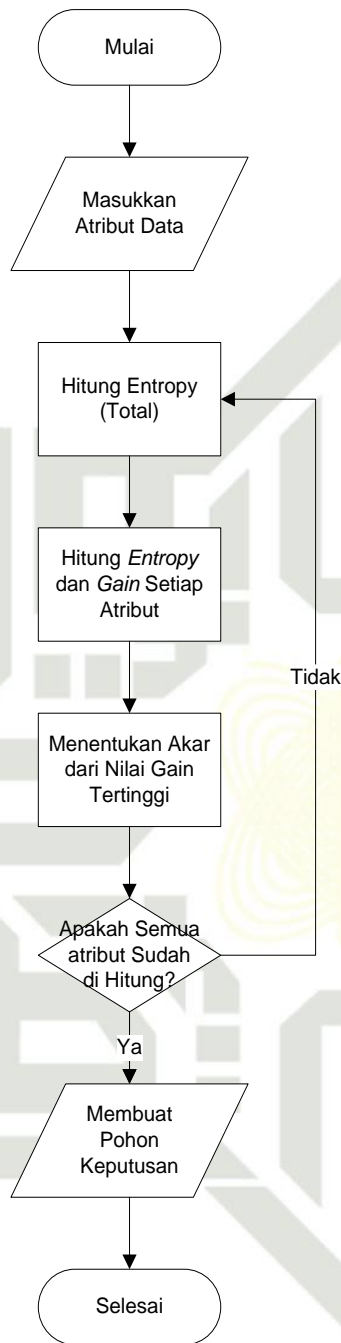 Mulai
Masukkan
Atribut Data
Hitung Entropy
(Total)
Hitung Entropy
dan Gain Setiap
Atribut
Tidak
Menentukan Akar
dari Nilai Gain
Tertinggi
Apakah Semua
atribut Sudah
di Hitung?
Ya
Membuat
Pohon
Keputusan
Selesai